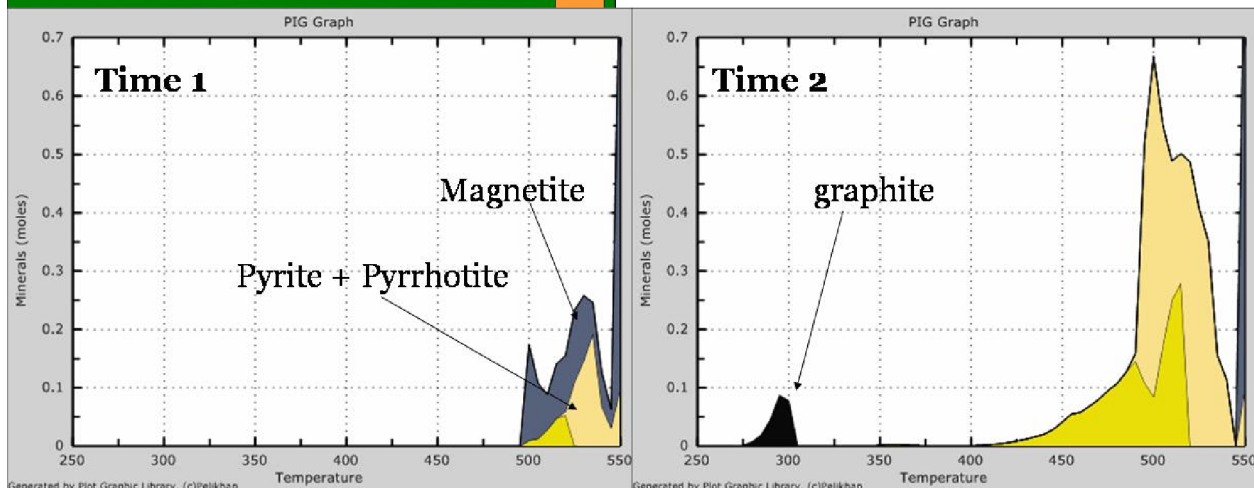 PIG Graph
Time 1
0.7
0.6
0.5
0.4
0.3
0.2
0.1
0
Minerals (moles)
Magnetite
Pyrite + Pyrrhotite
250 300 350 400 450 500 550
Temperature
Generated by Plot Graphic Library, (c)Pelikhan
PIG Graph
Time 2
0.7
0.6
0.5
0.4
0.3
0.2
0.1
0
Minerals (moles)
graphite
250 300 350 400 450 500 550
Temperature
Generated by Plot Graphic Library, (c)Pelikhan